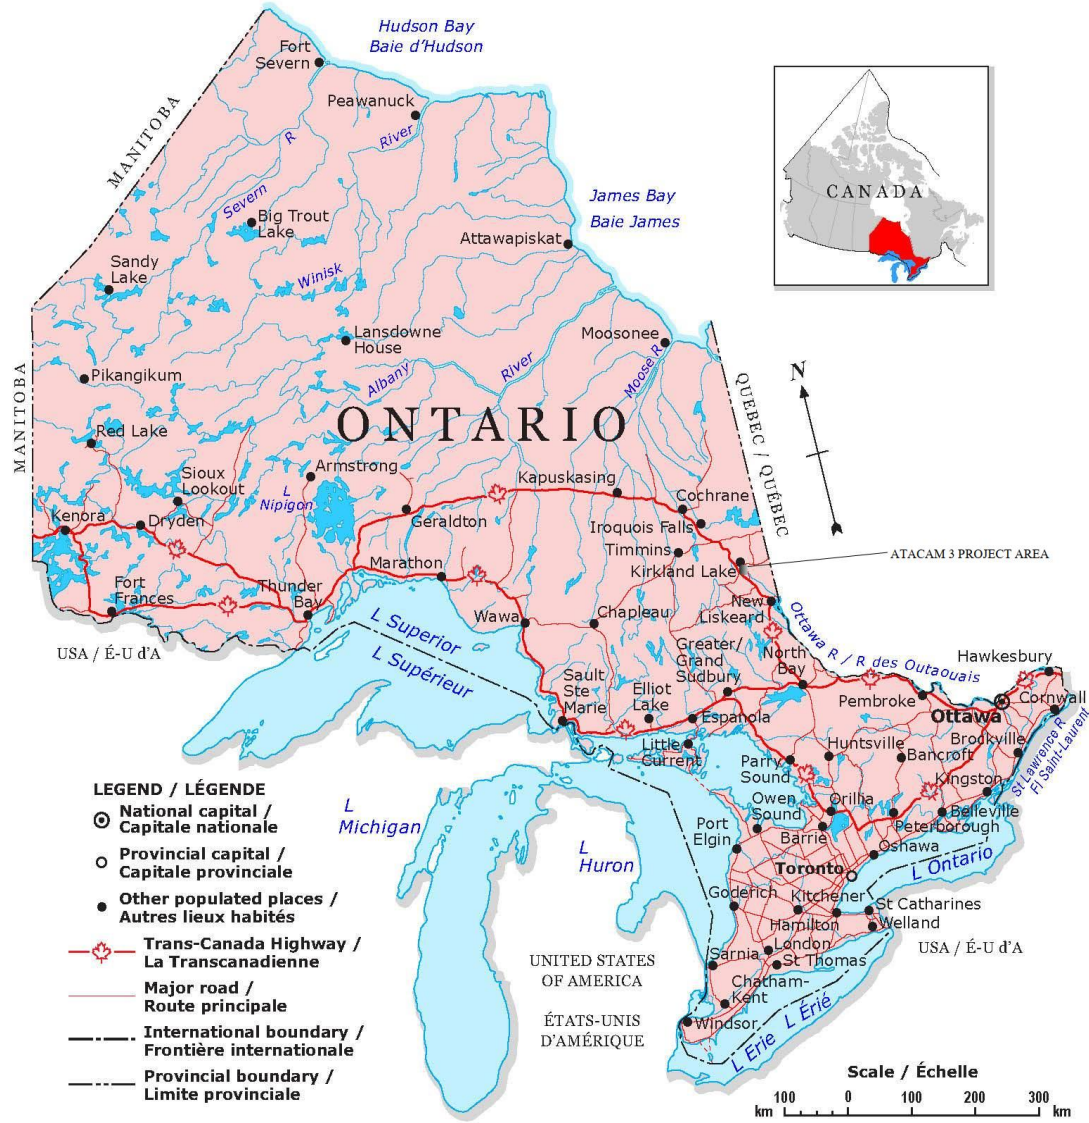 Hudson Bay
Baie d'Hudson
Fort
Severn
Peawanuck
River
R
MANITOBA
Severn
Big Trout
Lake
James Bay
Baie James
Attawapiskat
Sandy
Lake
Winisk
CANADA
Lansdowne
House
Moosonee
River
Albany
Moose R
Pikangikum
MANITOBA
QUEBEC / QUÉBEC
N
ONTARIO
Red Lake
Sioux
Lookout
Armstrong
L
Nipigon
Kapuskasing
Cochrane
Geraldton
Iroquois Falls
Kenora
Dryden
Timmins
Kirkland Lake
ATACAM 3 PROJECT AREA
Marathon
Fort
Frances
Thunder
Bay
Wawa
Chapleau
New
Liskeard
Ottawa R / R des Outaouais
USA / É-U d'A
L Superior
L Supérieur
Greater/
Grand
Sudbury
North
Bay
Hawkesbury
Sault
Ste
Marie
Elliot
Lake
Espanola
Pembroke
Ottawa
Cornwall
Little
Current
Parry
Sound
Huntsville
Bancroft
Brockville
St Lawrence R
Fl Saint-Laurent
Kingston
LEGEND / LÉGENDE
National capital /
Capitale nationale
Provincial capital /
Capitale provinciale
Other populated places /
Autres lieux habités
Trans-Canada Highway /
La Transcanadienne
Major road /
Route principale
International boundary /
Frontière internationale
Provincial boundary /
Limite provinciale
L
Michigan
L
Huron
Owen
Sound
Orillia
Port
Elgin
Barrie
Peterborough
Belleville
Oshawa
Toronto
L Ontario
Goderich
Kitchener
St Catharines
Hamilton
Welland
USA / É-U d'A
London
Sarnia
St Thomas
UNITED STATES
OF AMERICA
Chatham-
Kent
ÉTATS-UNIS
D'AMÉRIQUE
Windsor
L Erie L Érié
Scale / Échelle
100 0 100 200 300
km km